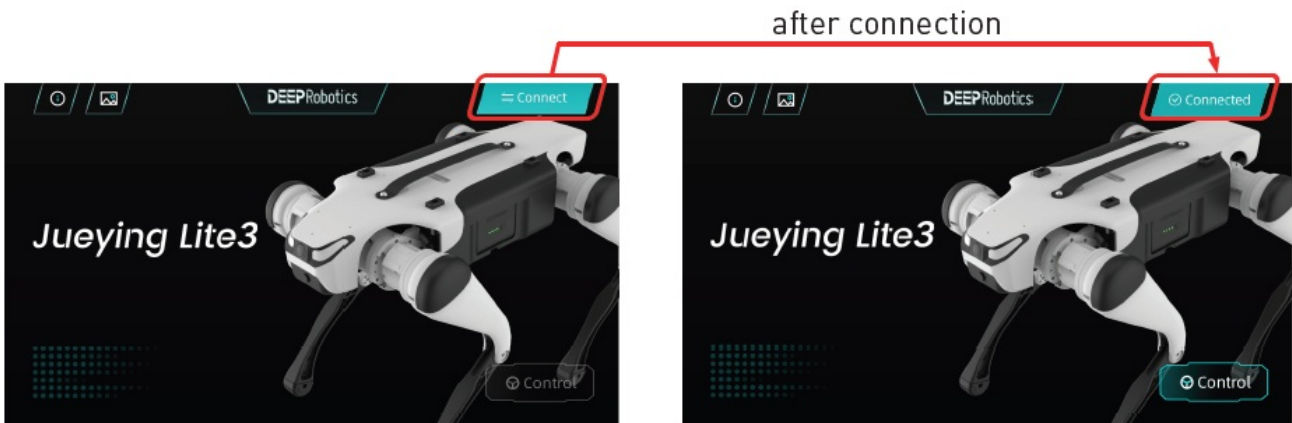 after connection
DEEPRobotics
Connect
Jueying Lite3
Control
DEEPRobotics
Connected
Jueying Lite3
Control